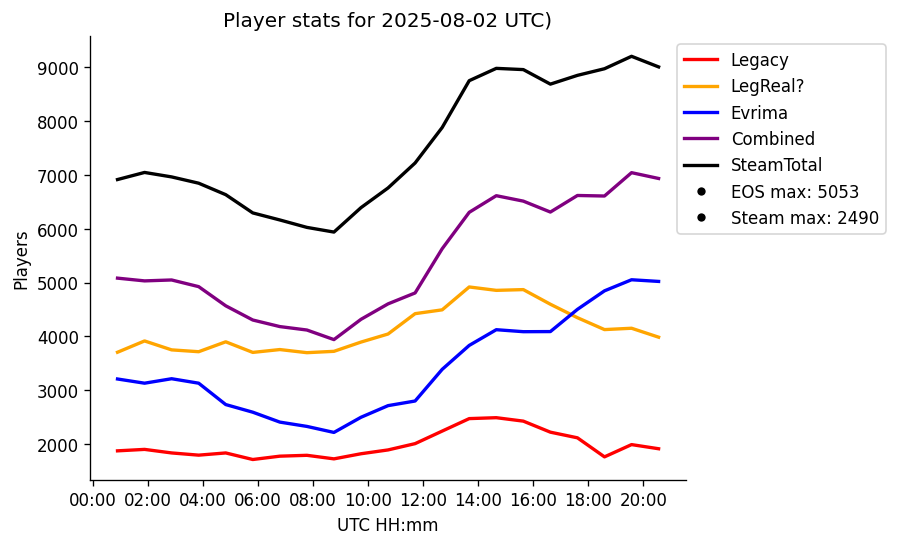 Player stats for 2025-08-02 UTC)
Players
9000
8000
7000
6000
5000
4000
3000
2000
00:00 02:00 04:00 06:00 08:00 10:00 12:00 14:00 16:00 18:00 20:00
UTC HH:mm
Legacy
LegReal?
Evrima
Combined
SteamTotal
EOS max: 5053
Steam max: 2490